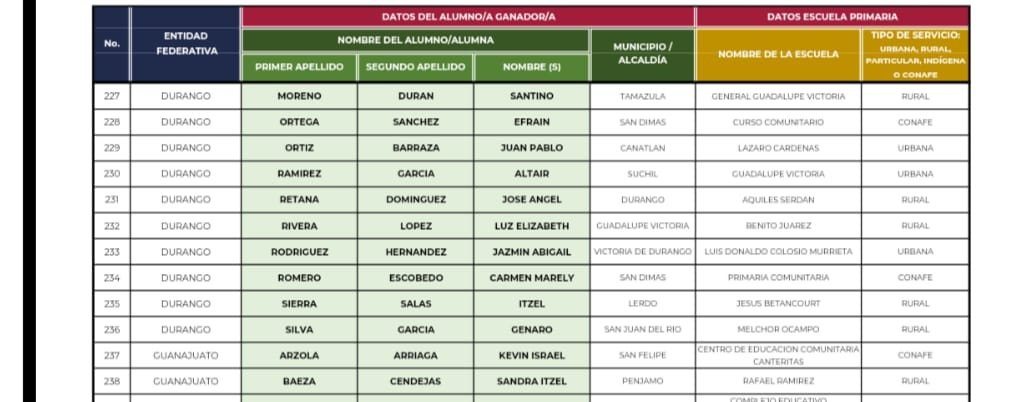 DATOS DEL ALUMNO/A GANADOR/A DATOS ESCUELA PRIMARIA
No. ENTIDAD FEDERATIVA NOMBRE DEL ALUMNO/ALUMNA MUNICIPIO / ALCALDÍA NOMBRE DE LA ESCUELA TIPO DE SERVICIO: URBANA, RURAL, PARTICULAR, INDÍGENA O CONAFE
PRIMER APELLIDO SEGUNDO APELLIDO NOMBRE (S)
227 DURANGO MORENO DURAN SANTINO TAMAZULA GENERAL GUADALUPE VICTORIA RURAL
228 DURANGO ORTEGA SANCHEZ EFRAIN SAN DIMAS CURSO COMUNITARIO CONAFE
229 DURANGO ORTIZ BARRAZA JUAN PABLO CANATLAN LAZARO CARDENAS URBANA
230 DURANGO RAMIREZ GARCIA ALTAIR SUCHIL GUADALUPE VICTORIA URBANA
231 DURANGO RETANA DOMINGUEZ JOSE ANGEL DURANGO AQUILES SERDAN RURAL
232 DURANGO RIVERA LOPEZ LUZ ELIZABETH GUADALUPE VICTORIA BENITO JUAREZ RURAL
233 DURANGO RODRIGUEZ HERNANDEZ JAZMIN ABIGAIL VICTORIA DE DURANGO LUIS DONALDO COLOSIO MURRIETA URBANA
234 DURANGO ROMERO ESCOBEDO CARMEN MARELY SAN DIMAS PRIMARIA COMUNITARIA CONAFE
235 DURANGO SIERRA SALAS ITZEL LERDO JESUS BETANCOURT RURAL
236 DURANGO SILVA GARCIA GENARO SAN JUAN DEL RIO MELCHOR OCAMPO RURAL
237 GUANAJUATO ARZOLA ARRIAGA KEVIN ISRAEL SAN FELIPE CENTRO DE EDUCACION COMUNITARIA CANTERITAS CONAFE
238 GUANAJUATO BAEZA CENDEJAS SANDRA ITZEL PENJAMO RAFAEL RAMIREZ RURAL
COMPLEJO EDUCATIVO